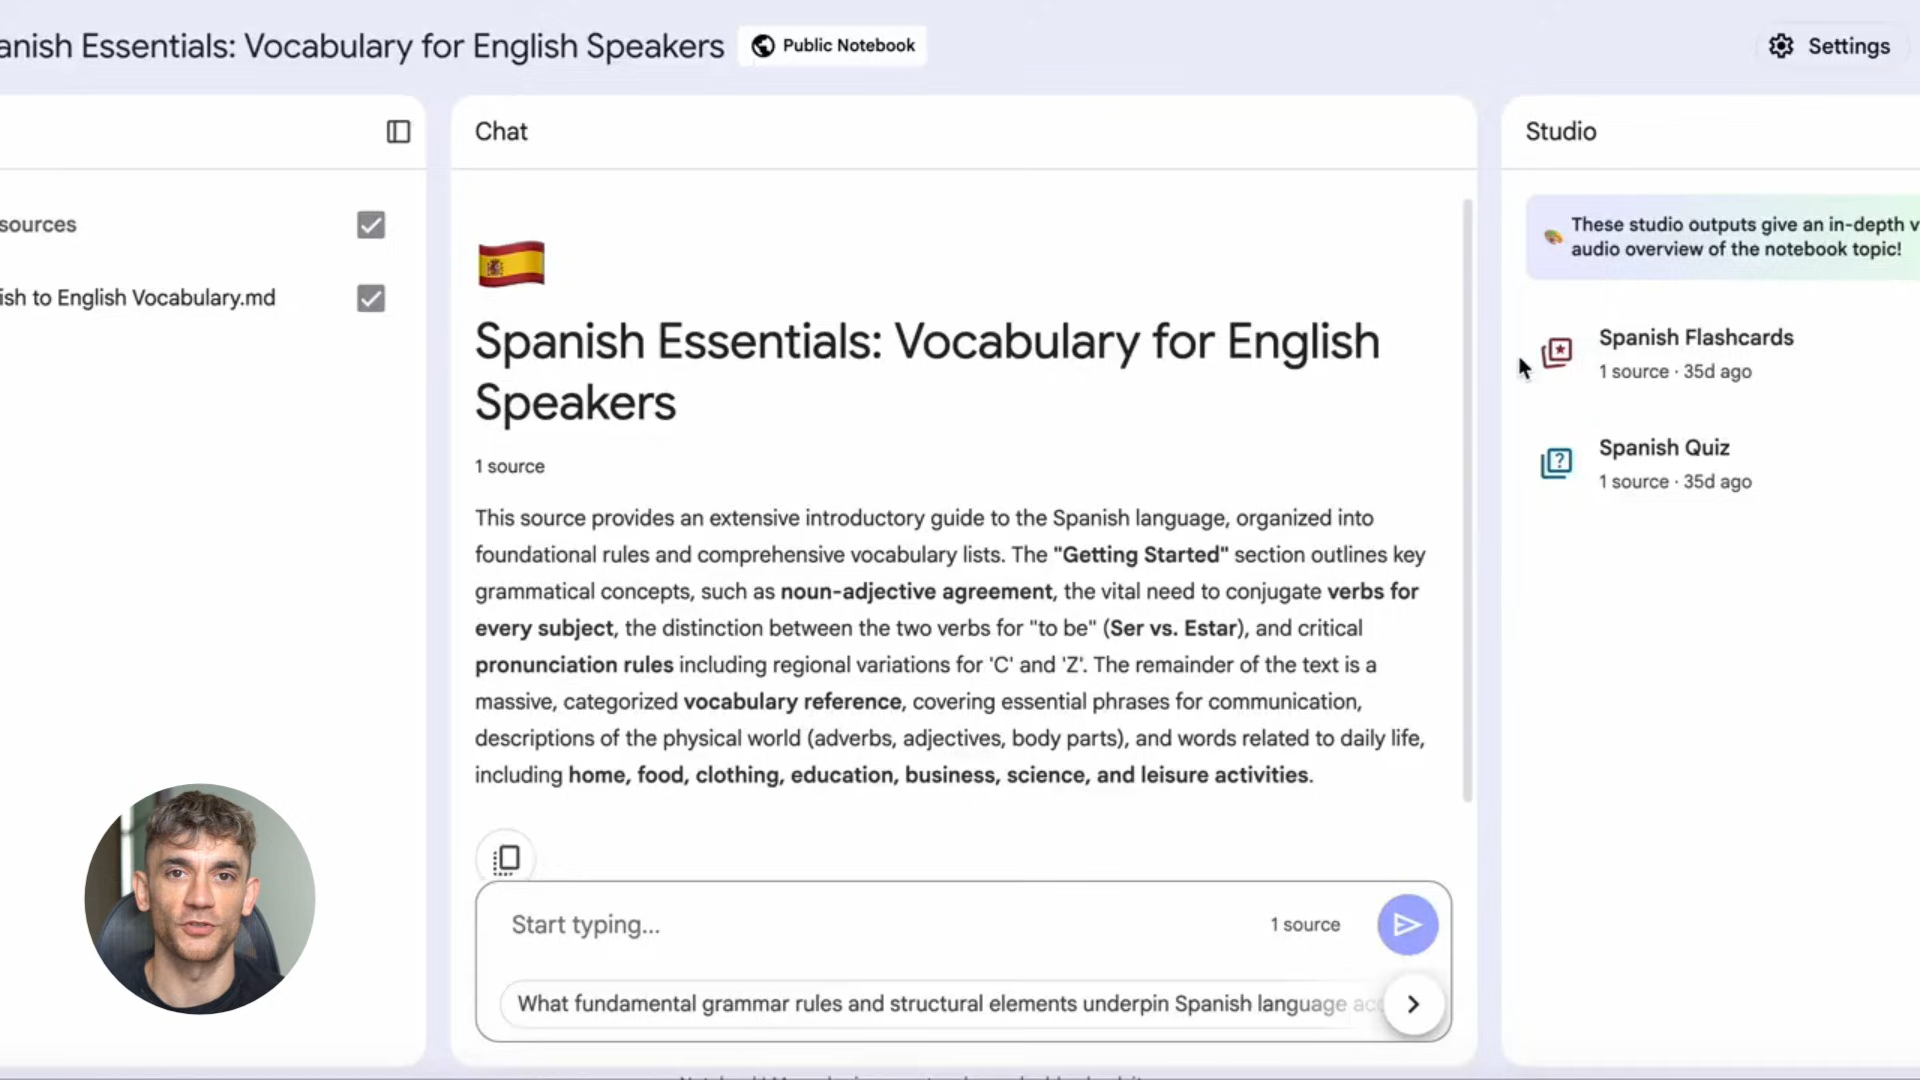 anish Essentials: Vocabulary for English Speakers
Public Notebook
Settings
sources
ish to English Vocabulary.md
Chat
Spanish Essentials: Vocabulary for English
Speakers
1 source
This source provides an extensive introductory guide to the Spanish language, organized into
foundational rules and comprehensive vocabulary lists. The "Getting Started" section outlines key
grammatical concepts, such as noun-adjective agreement, the vital need to conjugate verbs for
every subject, the distinction between the two verbs for "to be" (Ser vs. Estar), and critical
pronunciation rules including regional variations for 'C' and 'Z'. The remainder of the text is a
massive, categorized vocabulary reference, covering essential phrases for communication,
descriptions of the physical world (adverbs, adjectives, body parts), and words related to daily life,
including home, food, clothing, education, business, science, and leisure activities.
Start typing...
1 source
What fundamental grammar rules and structural elements underpin Spanish language
Studio
These studio outputs give an in-depth v
audio overview of the notebook topic!
Spanish Flashcards
1 source · 35d ago
Spanish Quiz
1 source · 35d ago